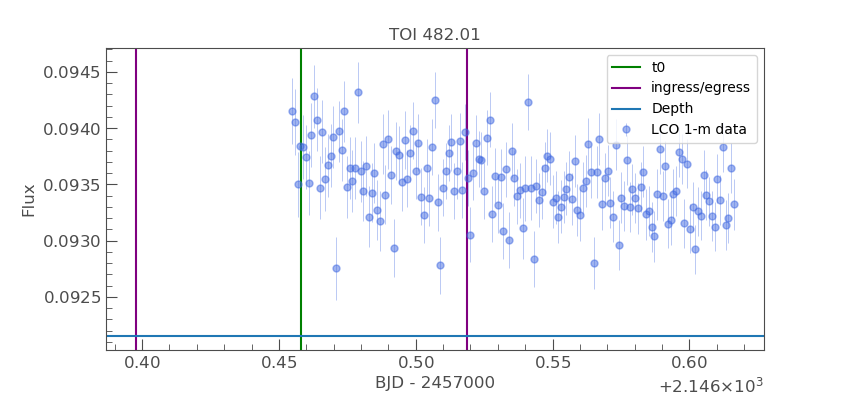 TOI 482.01
Flux
0.0945
0.0940
0.0935
0.0930
0.0925
t0
ingress/egress
Depth
LCO 1-m data
0.40
0.45
0.50
0.55
0.60
BJD - 2457000
+2.146×10³